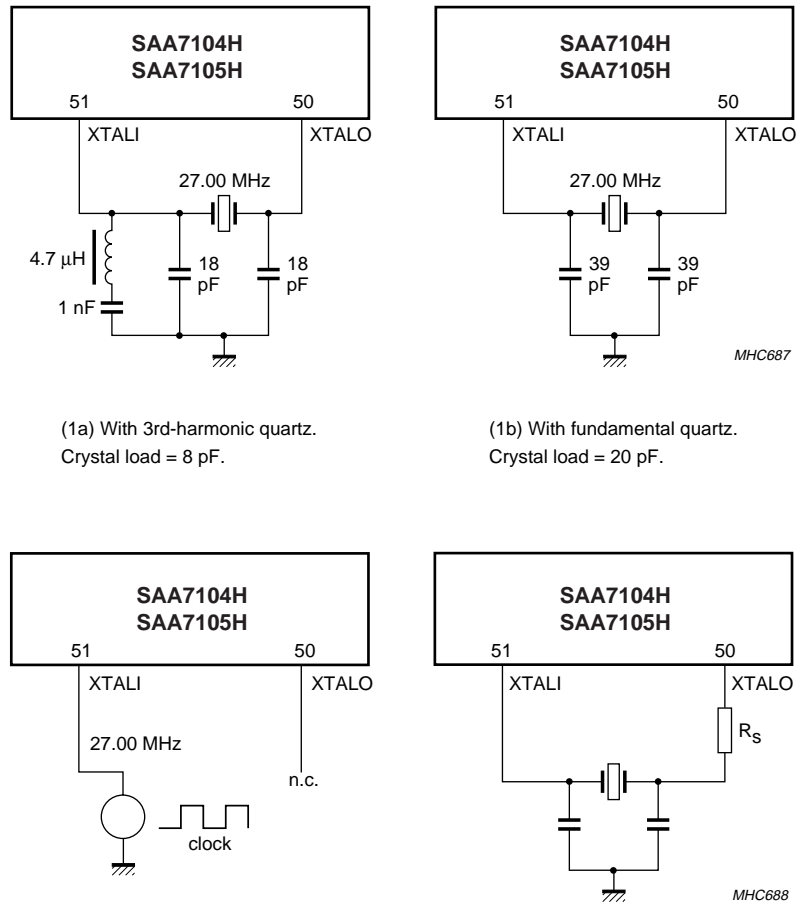 SAA7104H
SAA7105H
51 50
XTALI XTALO
27.00 MHz
4.7 μH
18
pF
18
pF
1 nF
(1a) With 3rd-harmonic quartz.
Crystal load = 8 pF.
SAA7104H
SAA7105H
51 50
XTALI XTALO
27.00 MHz
39
pF
39
pF
MHC687
(1b) With fundamental quartz.
Crystal load = 20 pF.
SAA7104H
SAA7105H
51 50
XTALI XTALO
27.00 MHz
n.c.
clock
SAA7104H
SAA7105H
51 50
XTALI XTALO
Rs
MHC688